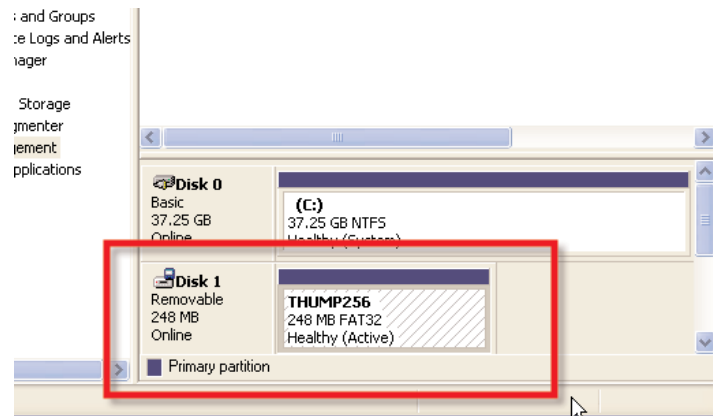 s and Groups
ce Logs and Alerts
nager
Storage
gmenter
gement
pplications
Disk 0
Basic
37.25 GB
Online
(C:)
37.25 GB NTFS
Healthy (System)
Disk 1
Removable
248 MB
Online
THUMP256
248 MB FAT32
Healthy (Active)
Primary partition